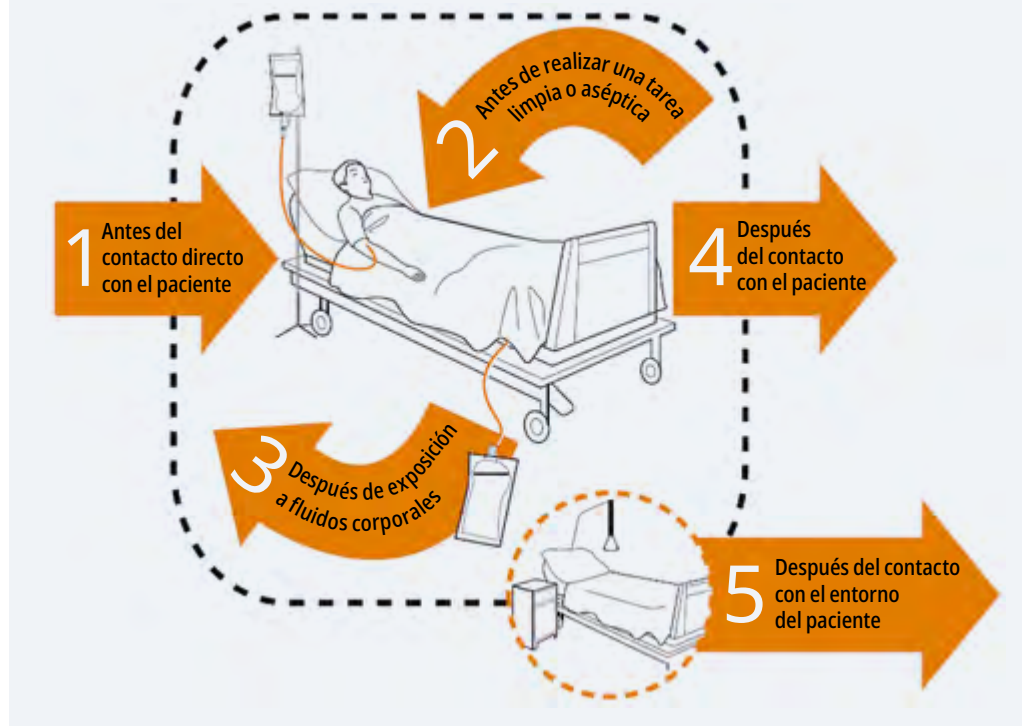 1 Antes del
contacto directo
con el paciente
2 Antes de realizar una tarea
limpia o aséptica
3 Después de exposición
a fluidos corporales
4 Después
del contacto
con el paciente
5 Después del contacto
con el entorno
del paciente